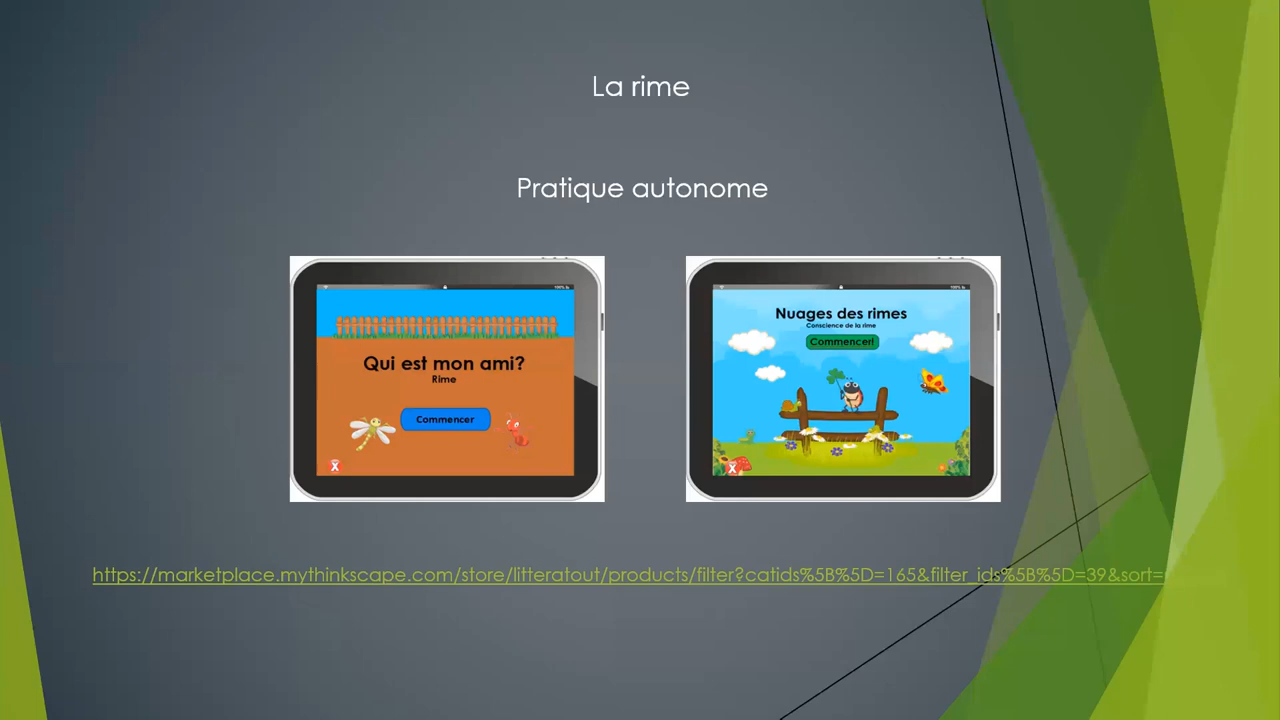 La rime
Pratique autonome
Qui est mon ami?
Rime
Commencer
X
100%
Nuages des rimes
Conscience de la rime
Commencer!
X
https://marketplace.mythinkscape.com/store/litteratout/products/filter?catids%5B%5D=165&filter_ids%5B%5D=39&sort=